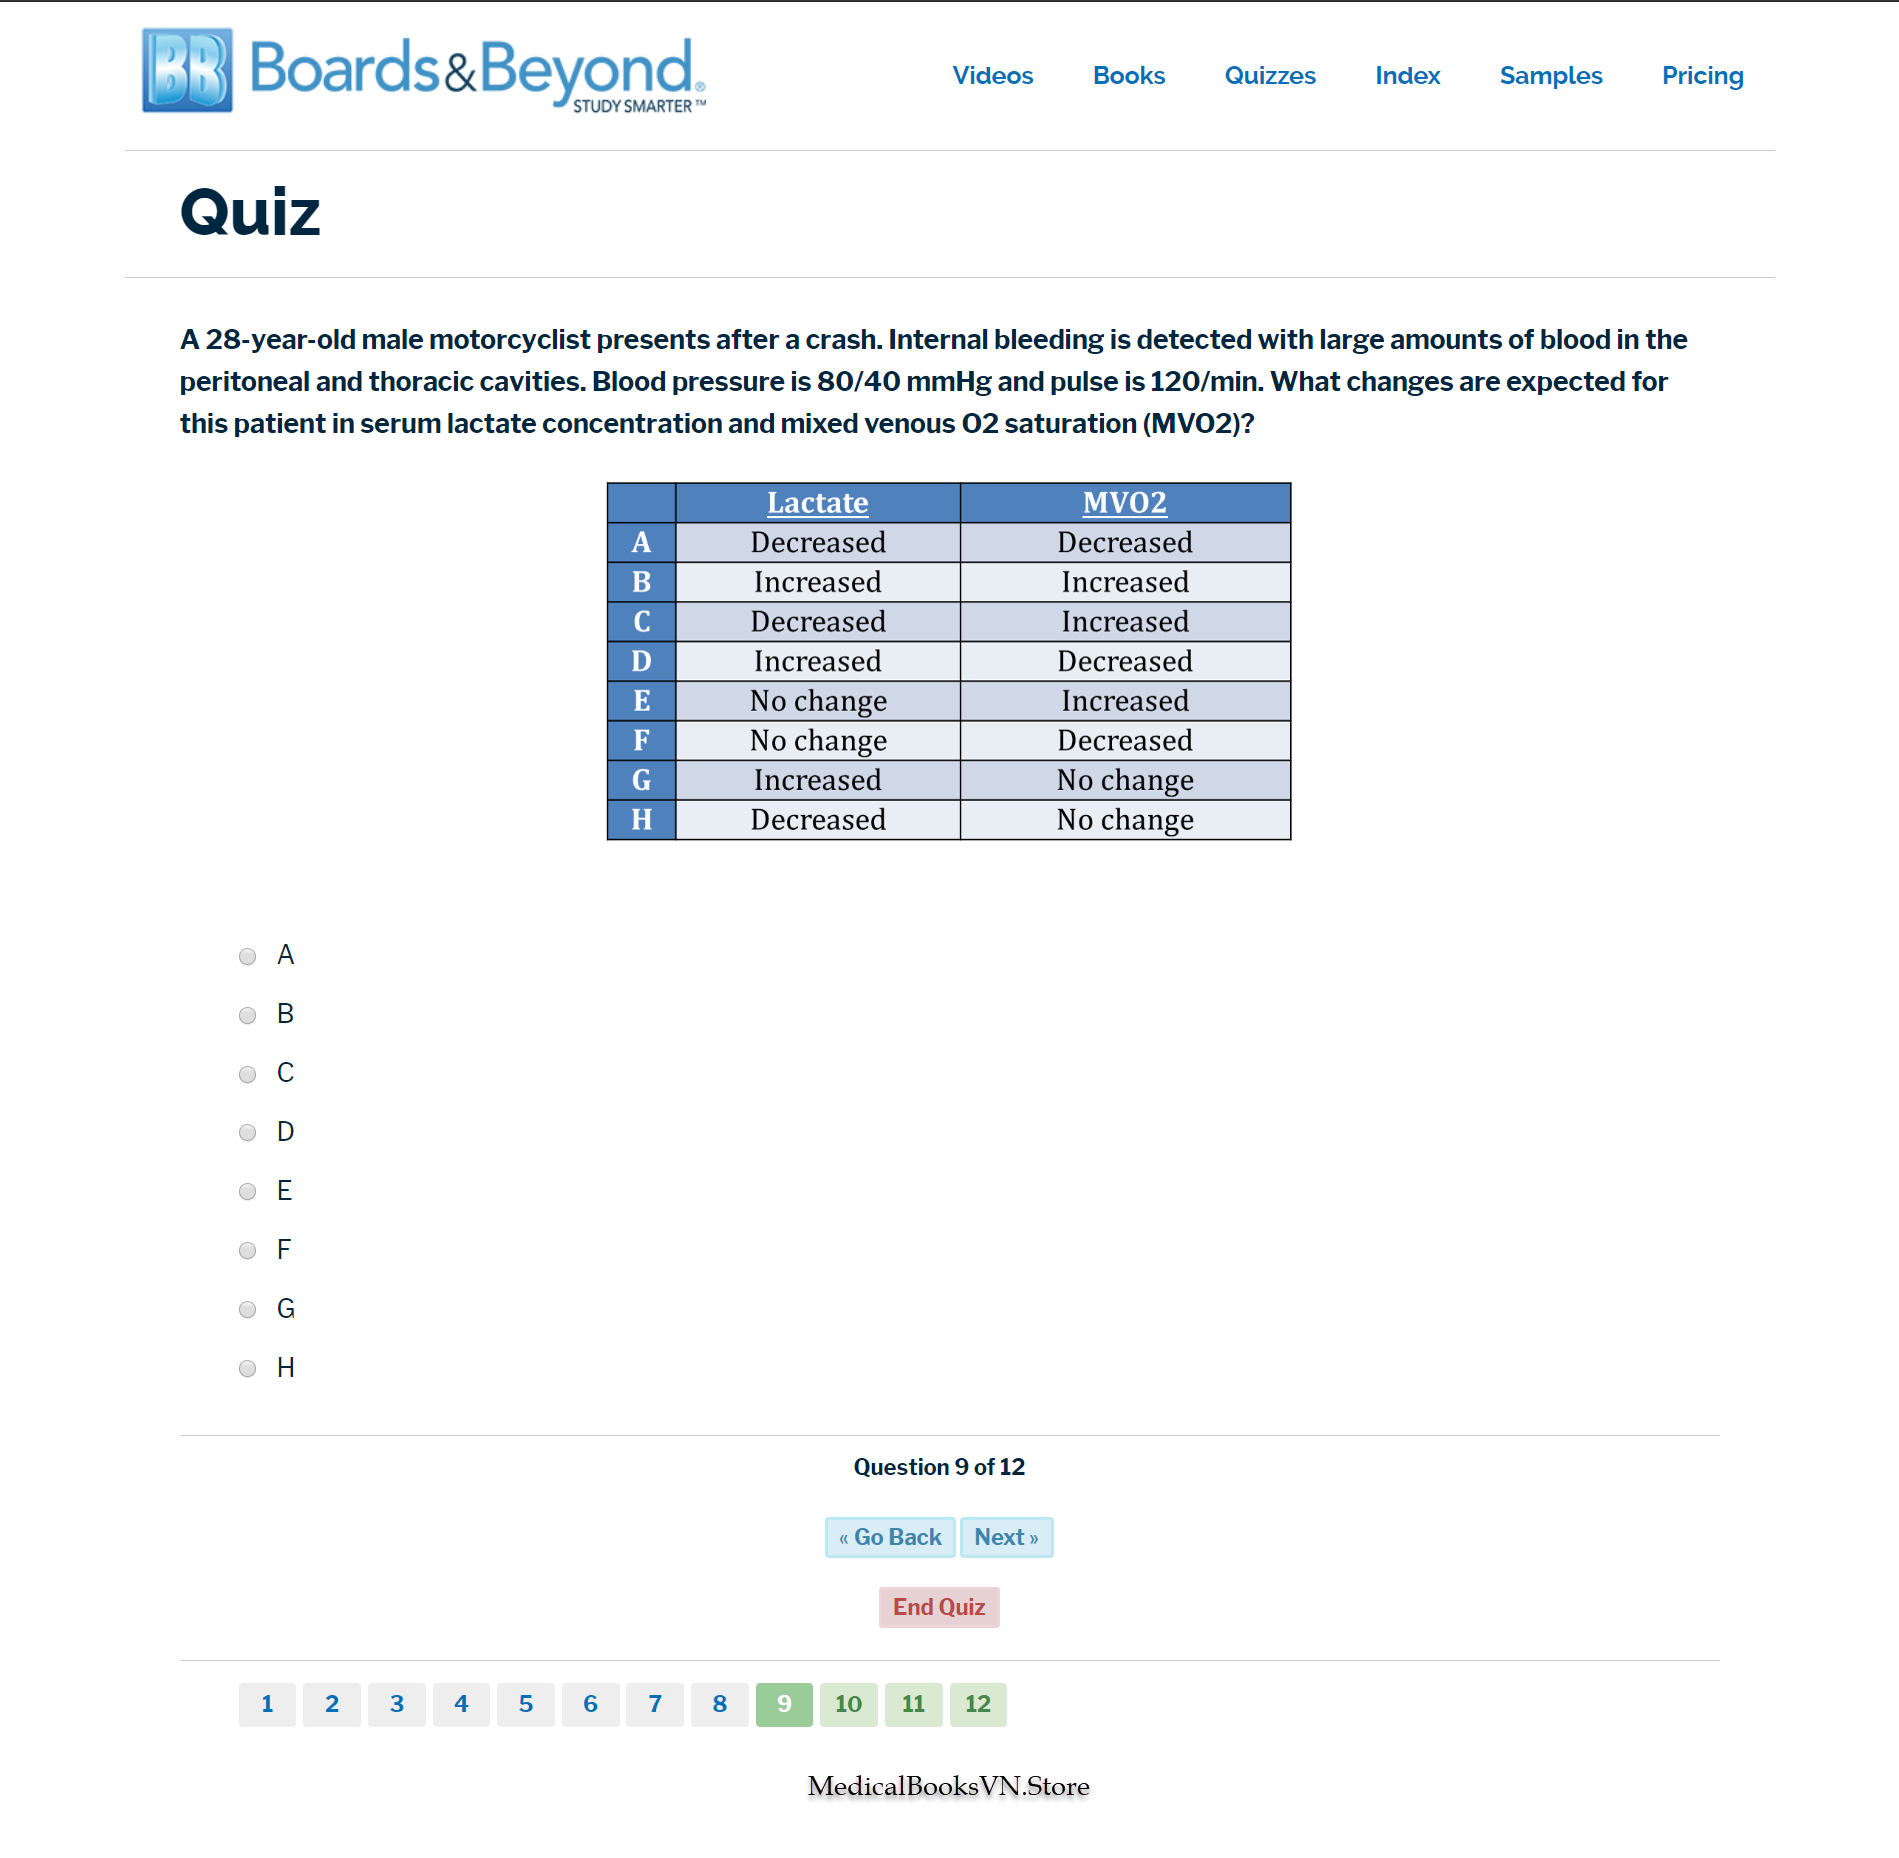 BB Boards&Beyond®
STUDY SMARTER™
Videos Books Quizzes Index Samples Pricing
Quiz
A 28-year-old male motorcyclist presents after a crash. Internal bleeding is detected with large amounts of blood in the
peritoneal and thoracic cavities. Blood pressure is 80/40 mmHg and pulse is 120/min. What changes are expected for
this patient in serum lactate concentration and mixed venous O2 saturation (MVO2)?
Lactate MVO2
A Decreased Decreased
B Increased Increased
C Decreased Increased
D Increased Decreased
E No change Increased
F No change Decreased
G Increased No change
H Decreased No change
A
B
C
D
E
F
G
H
Question 9 of 12
« Go Back Next »
End Quiz
1 2 3 4 5 6 7 8 9 10 11 12
MedicalBooksVN.Store